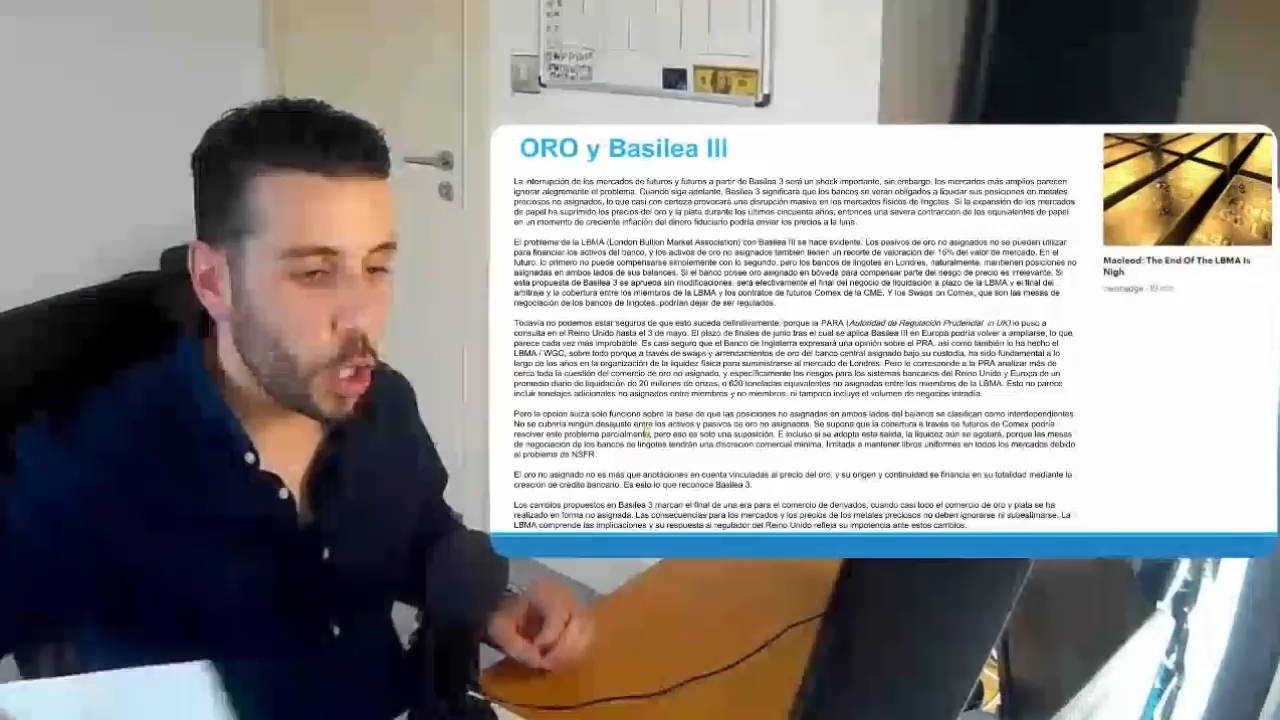 ORO y Basilea III
La interrupción de los mercados de futuros y futuros a partir de Basilea 3 será un shock importante, sin embargo, los mercados más amplios parecen
ignorar alegremente el problema. Cuando siga adelante, Basilea 3 significará que los bancos se verán obligados a liquidar sus posiciones en metales
preciosos no asignados, lo que casi con certeza provocará una disrupción masiva en los mercados físicos de lingotes. Si la expansión de los mercados
de papel ha suprimido los precios del oro y la plata durante los últimos cincuenta años, entonces una severa contracción de los equivalentes de papel
en un momento de creciente inflación del dinero fiduciario podría enviar los precios a la luna.
El problema de la LBMA (London Bullion Market Association) con Basilea III se hace evidente. Los pasivos de oro no asignados no se pueden utilizar
para financiar los activos del banco, y los activos de oro no asignados también tienen un recorte de valoración del 15% del valor de mercado. En el
futuro, lo primero no puede compensarse simplemente con lo segundo, pero los bancos de lingotes en Londres, naturalmente, mantienen posiciones no
asignadas en ambos lados de sus balances. Si el banco posee oro asignado en bóveda para compensar parte del riesgo de precio es irrelevante. Si
esta propuesta de Basilea 3 se aprueba sin modificaciones, será efectivamente el final del negocio de liquidación a plazo de la LBMA y el final del
arbitraje y la cobertura entre los miembros de la LBMA y los contratos de futuros Comex de la CME. Y los Swaps on Comex, que son las mesas de
negociación de los bancos de lingotes, podrían dejar de ser regulados.
Todavía no podemos estar seguros de que esto suceda definitivamente, porque la PARA (Autoridad de Regulación Prudencial in UK) lo puso a
consulta en el Reino Unido hasta el 3 de mayo. El plazo de finales de junio tras el cual se aplica Basilea III en Europa podría volver a ampliarse, lo que
parece cada vez más improbable. Es casi seguro que el Banco de Inglaterra expresará una opinión sobre el PRA, así como también lo ha hecho el
LBMA / WGC, sobre todo porque a través de swaps y arrendamientos de oro del banco central asignado bajo su custodia, ha sido fundamental a lo
largo de los años en la organización de la liquidez física para suministrarse al mercado de Londres. Pero le corresponde a la PRA analizar más de
cerca toda la cuestión del comercio de oro no asignado, y específicamente los riesgos para los sistemas bancarios del Reino Unido y Europa de un
promedio diario de liquidación de 20 millones de onzas, o 620 toneladas equivalentes no asignadas entre los miembros de la LBMA. Esto no parece
incluir tonelajes adicionales no asignados entre miembros y no miembros, ni tampoco incluye el volumen de negocios intradía.
Pero la opción suiza solo funciona sobre la base de que las posiciones no asignadas en ambos lados del balance se clasifican como interdependientes.
No se cubriría ningún desajuste entre los activos y pasivos de oro no asignados. Se supone que la cobertura a través de futuros de Comex podría
resolver este problema parcialmente, pero eso es solo una suposición. E incluso si se adopta esta salida, la liquidez aún se agotará, porque las mesas
de negociación de los bancos de lingotes tendrán una discreción comercial mínima, limitada a mantener libros uniformes en todos los mercados debido
al problema de NSFR.
El oro no asignado no es más que anotaciones en cuenta vinculadas al precio del oro, y su origen y continuidad se financia en su totalidad mediante la
creación de crédito bancario. Es esto lo que reconoce Basilea 3.
Los cambios propuestos en Basilea 3 marcan el final de una era para el comercio de derivados, cuando casi todo el comercio de oro y plata se ha
realizado en forma no asignada. Las consecuencias para los mercados y los precios de los metales preciosos no deben ignorarse ni subestimarse. La
LBMA comprende las implicaciones y su respuesta al regulador del Reino Unido refleja su impotencia ante estos cambios.
Macleod: The End Of The LBMA Is
Nigh